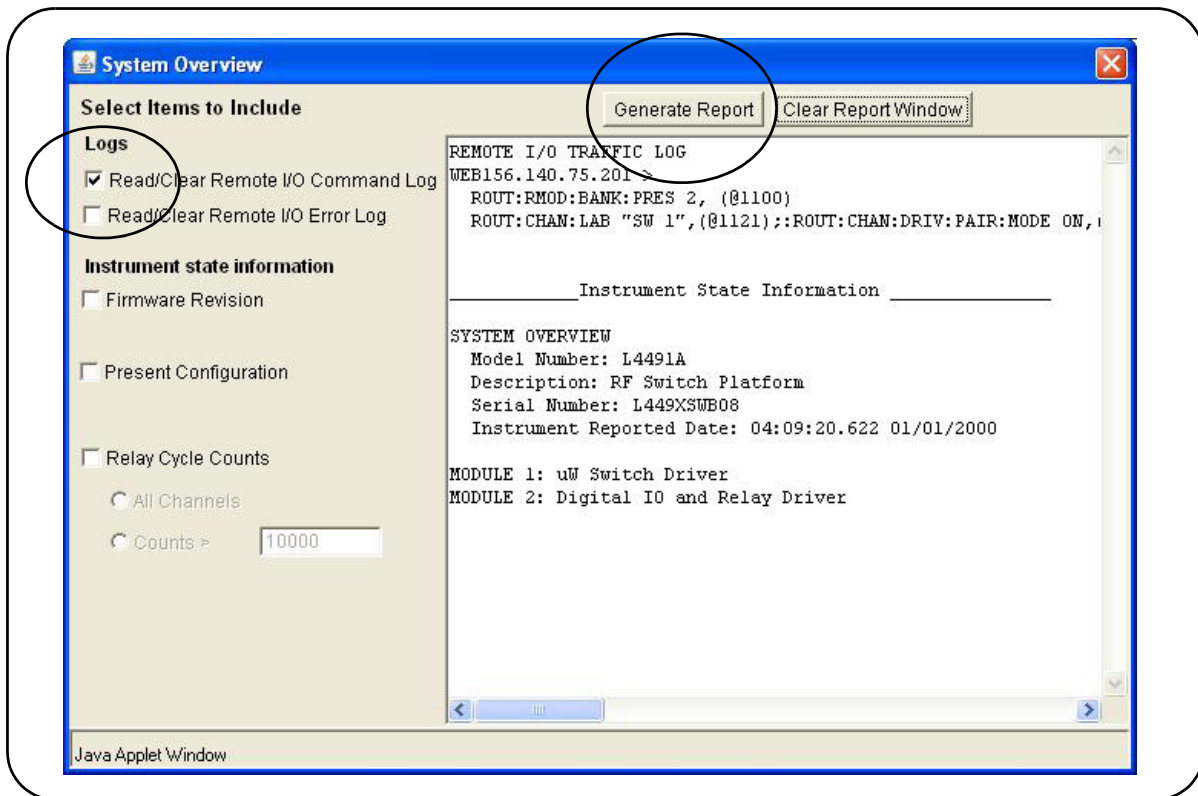 System Overview
Select Items to Include
Generate Report
Clear Report Window
Logs
Read/Clear Remote I/O Command Log
Read/Clear Remote I/O Error Log
Instrument state information
Firmware Revision
Present Configuration
Relay Cycle Counts
All Channels
Counts >
10000
REMOTE I/O TRAFFIC LOG
WEB156.140.75.201 >
ROUT:RMOD:BANK:PRES 2, (@1100)
ROUT:CHAN:LAB "SW 1",(@1121);:ROUT:CHAN:DRIV:PAIR:MODE ON,
____________Instrument State Information _______________
SYSTEM OVERVIEW
Model Number: L4491A
Description: RF Switch Platform
Serial Number: L449XSWB08
Instrument Reported Date: 04:09:20.622 01/01/2000
MODULE 1: uW Switch Driver
MODULE 2: Digital IO and Relay Driver
Java Applet Window